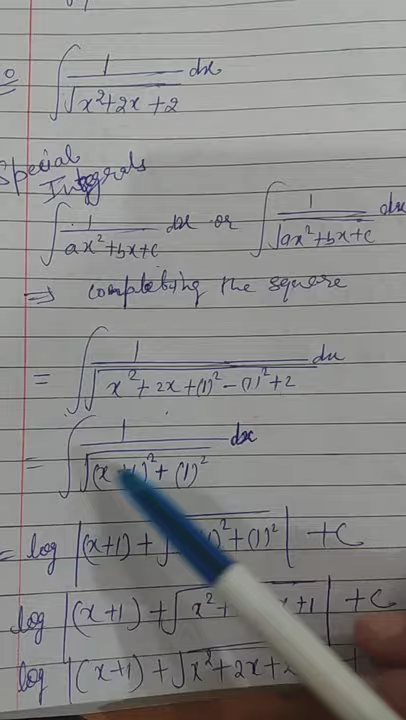 ∫ 1/√(x²+2x+2) dx
Special Integrals
∫ 1/(ax²+bx+c) dx or ∫ 1/√(ax²+bx+c) dx
⇒ completing the square
= ∫ 1/√(x²+2x+(1)²-(1)²+2) dx
= ∫ 1/√((x+1)²+(1)²) dx
= log |(x+1)+√ )²+(1)²| +C
log |(x+1)+√x²+ x+1| +C
log |(x+1)+√x²+2x+2